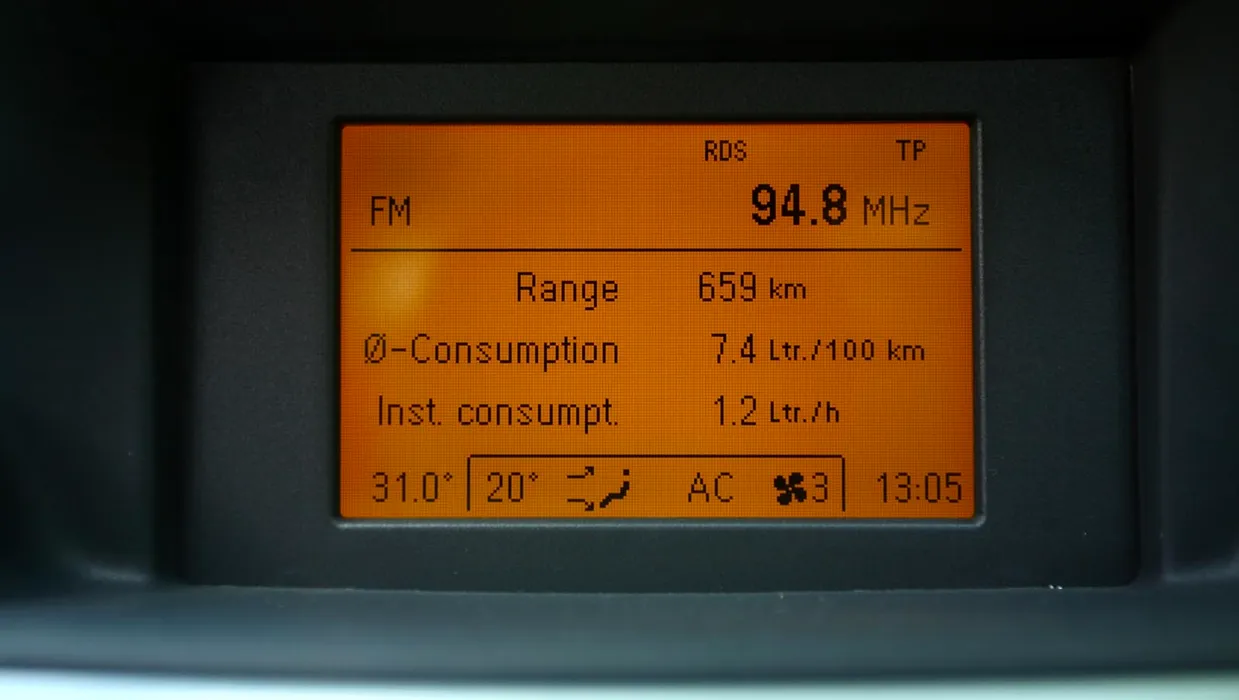 RDS TP
FM 94.8 MHz
Range 659 km
Ø-Consumption 7.4 Ltr./100 km
Inst. consumpt. 1.2 Ltr./h
31.0° 20° AC 3 13:05